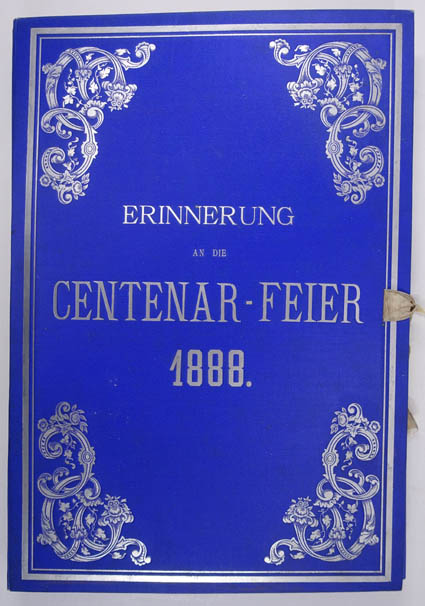 ERINNERUNG
AN DIE
CENTENAR-FEIER
1888.